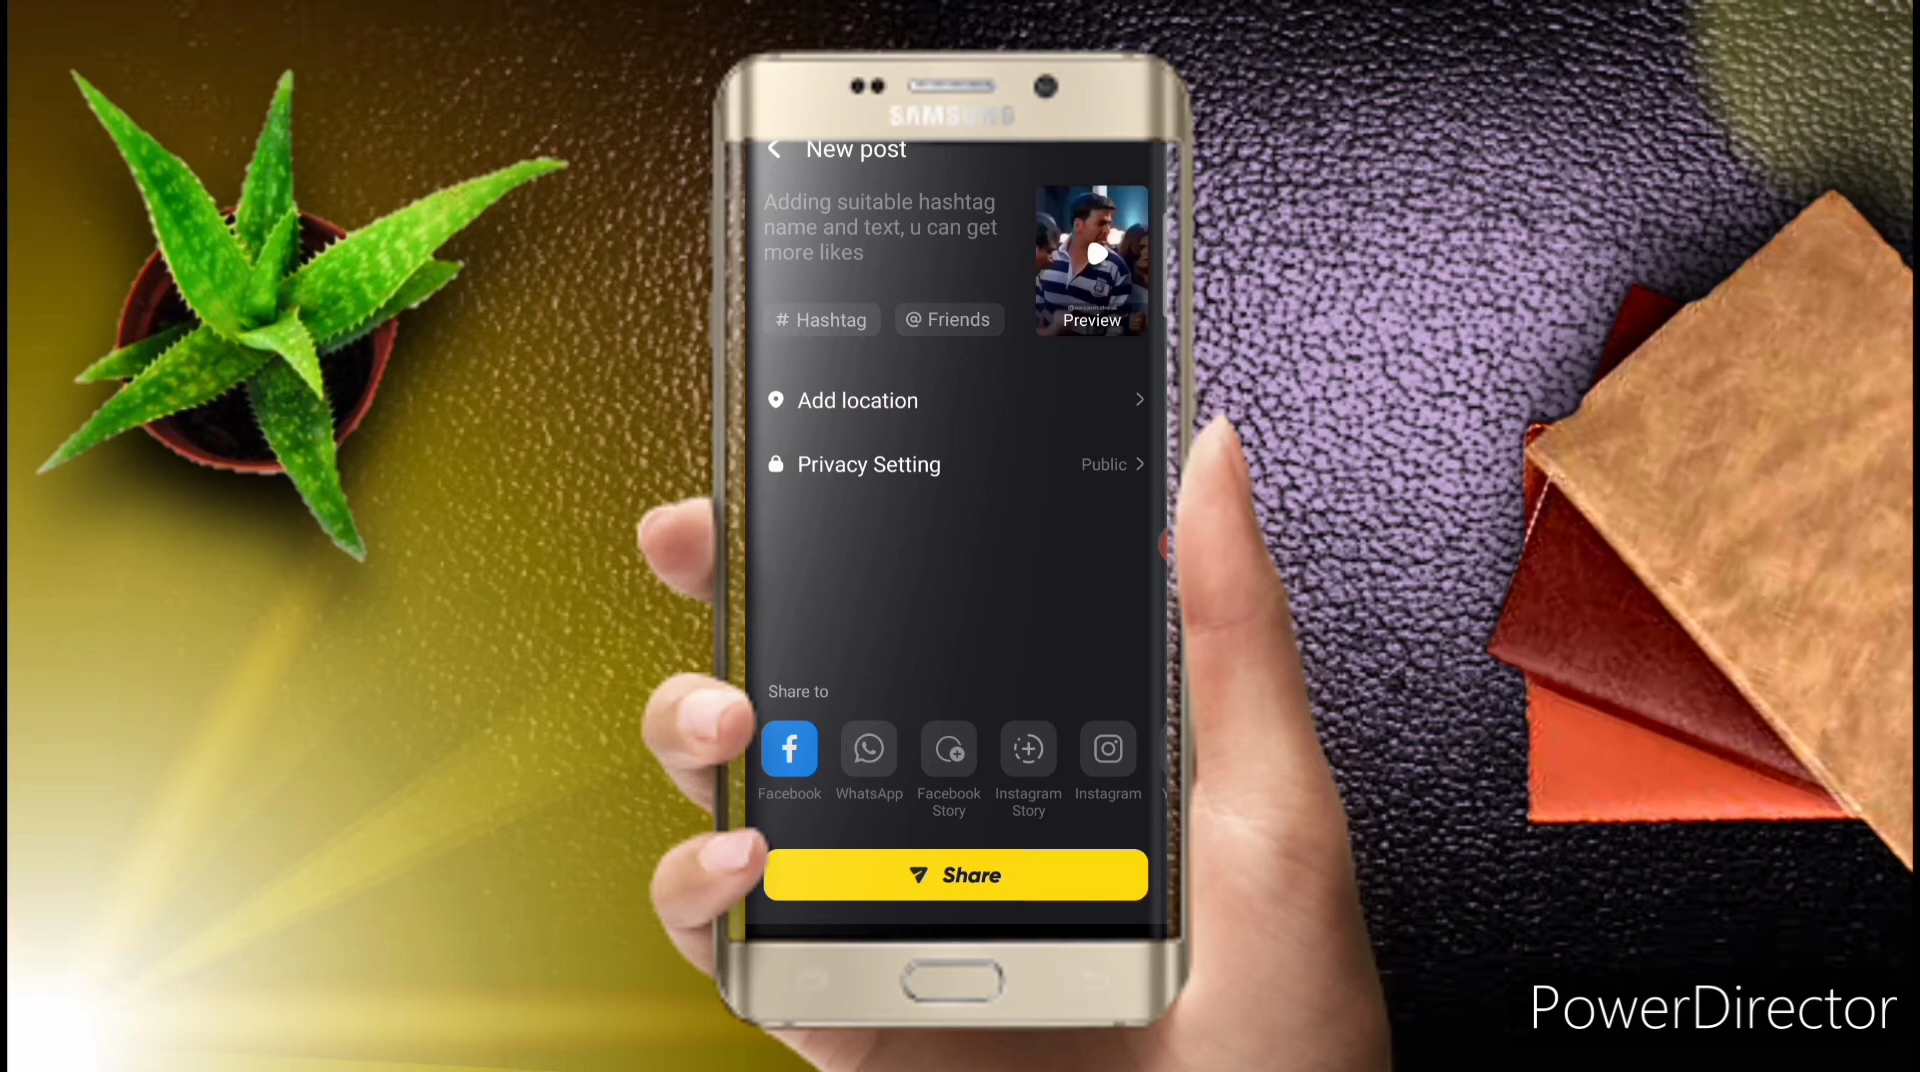 SAMSUNG
New post
Adding suitable hashtag
name and text, u can get
more likes
# Hashtag
@ Friends
Preview
Add location
Privacy Setting
Public
Share to
Facebook
WhatsApp
Facebook
Story
Instagram
Story
Instagram
Share
PowerDirector